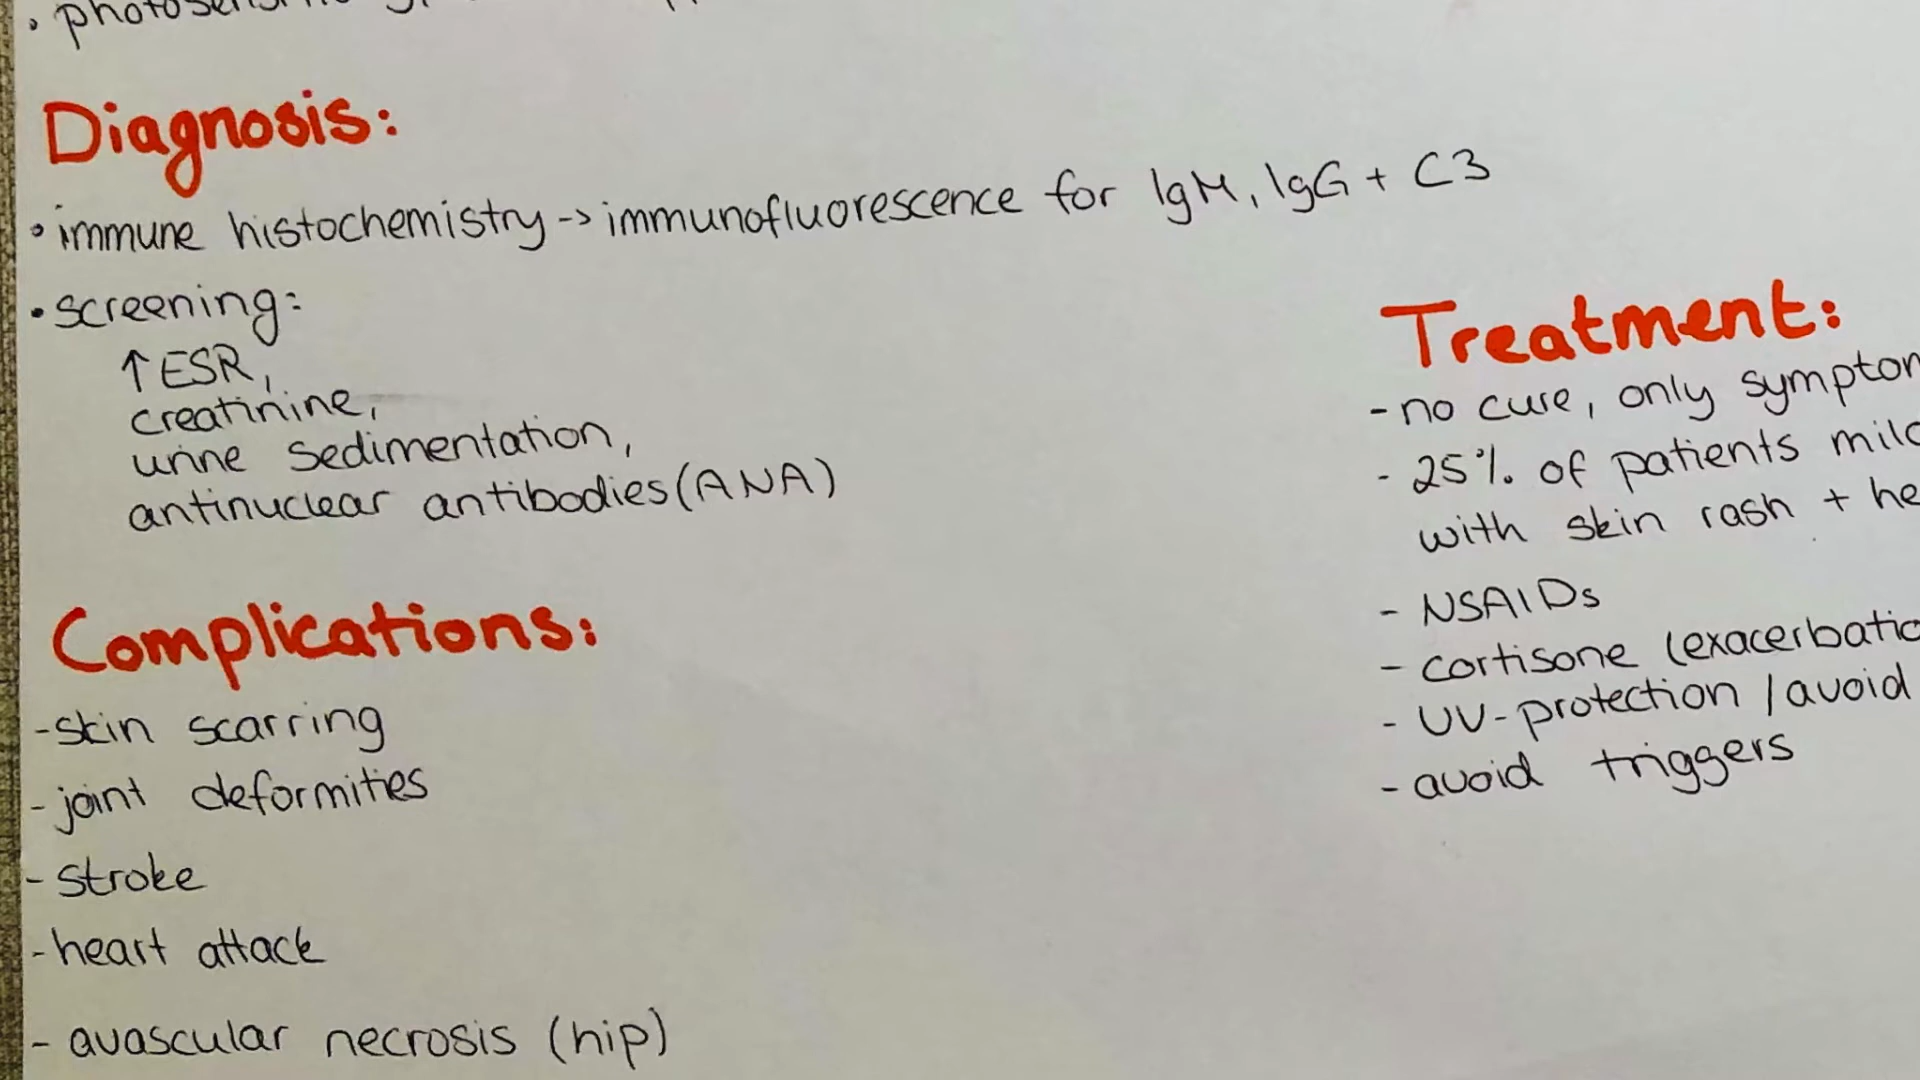 Diagnosis:
• immune histochemistry -> immunofluorescence for IgM, IgG + C3
• screening:
↑ ESR,
creatinine,
urine sedimentation,
antinuclear antibodies (ANA)
Complications:
- skin scarring
- joint deformities
- stroke
- heart attack
- avascular necrosis (hip)
Treatment:
- no cure, only
- 25% of patients
with skin rash +
- NSAIDs
- cortisone
- UV-protection / avoid
- avoid triggers